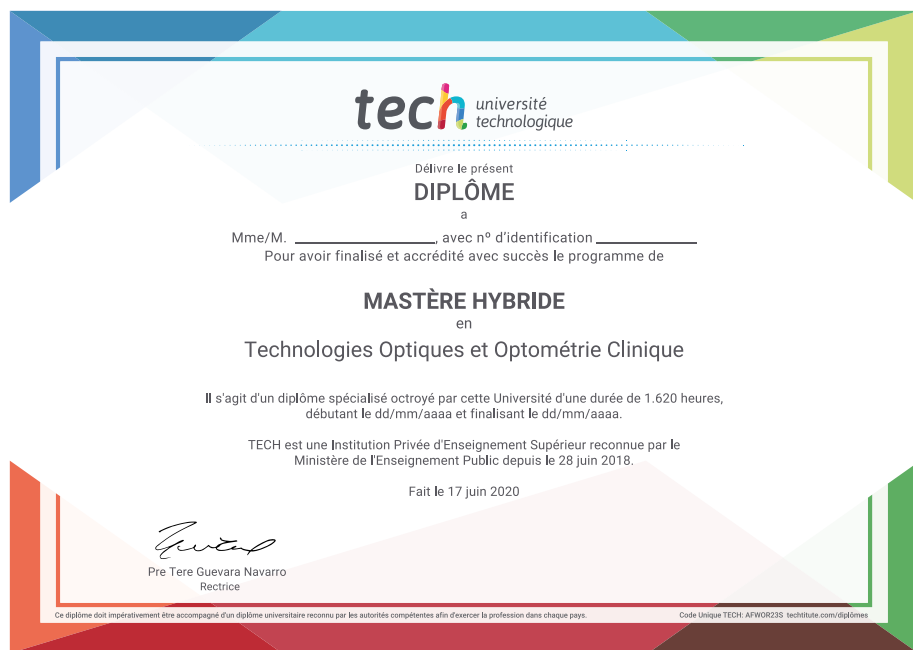 tech université
technologique
Délivre le présent
DIPLÔME
a
Mme/M. ____________, avec nº d'identification ____________
Pour avoir finalisé et accrédité avec succès le programme de
MASTÈRE HYBRIDE
en
Technologies Optiques et Optométrie Clinique
Il s'agit d'un diplôme spécialisé octroyé par cette Université d'une durée de 1.620 heures,
débutant le dd/mm/aaaa et finalisant le dd/mm/aaaa.
TECH est une Institution Privée d'Enseignement Supérieur reconnue par le
Ministère de l'Enseignement Public depuis le 28 juin 2018.
Fait le 17 juin 2020
Pre Tere Guevara Navarro
Rectrice
Ce diplôme doit impérativement être accompagné d'un diplôme universitaire reconnu par les autorités compétentes afin d'exercer la profession dans chaque pays.
Code Unique TECH: AFWOR23S techtitute.com/diplômes